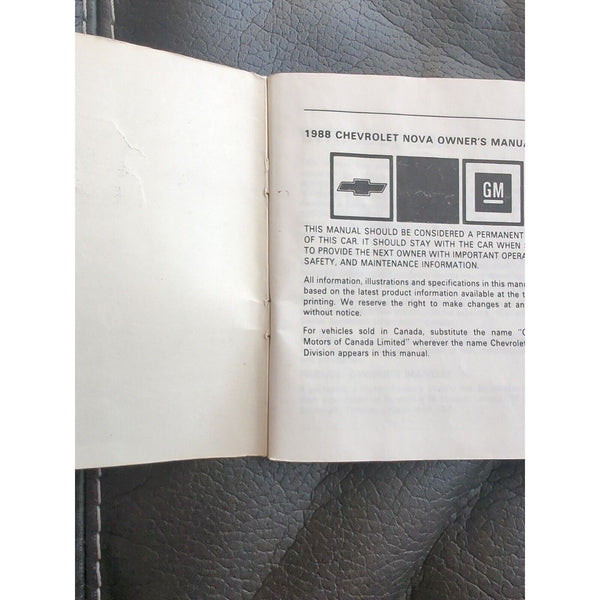 1988 CHEVROLET NOVA OWNER'S
GM
THIS MANUAL SHOULD BE CONSIDERED A PERMANENT
OF THIS CAR. IT SHOULD STAY WITH THE CAR WHEN
TO PROVIDE THE NEXT OWNER WITH IMPORTANT
SAFETY, AND MAINTENANCE INFORMATION.
All information, illustrations and specifications in this
based on the latest product information available at the
printing. We reserve the right to make changes at
without notice.
For vehicles sold in Canada, substitute the name
Motors of Canada Limited" wherever the name Chevrolet
Division appears in this manual.